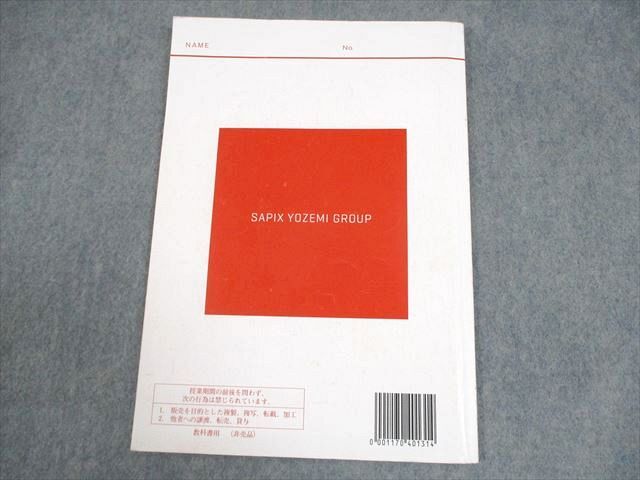 NAME No.
SAPIX YOZEMI GROUP
授業期間の前後を問わず、
次の行為は禁じられています。
1. 販売を目的とした複製、複写、転載、加工
2. 他者への譲渡、転売、貸与
教科書用 (非売品)
0 001170 401314